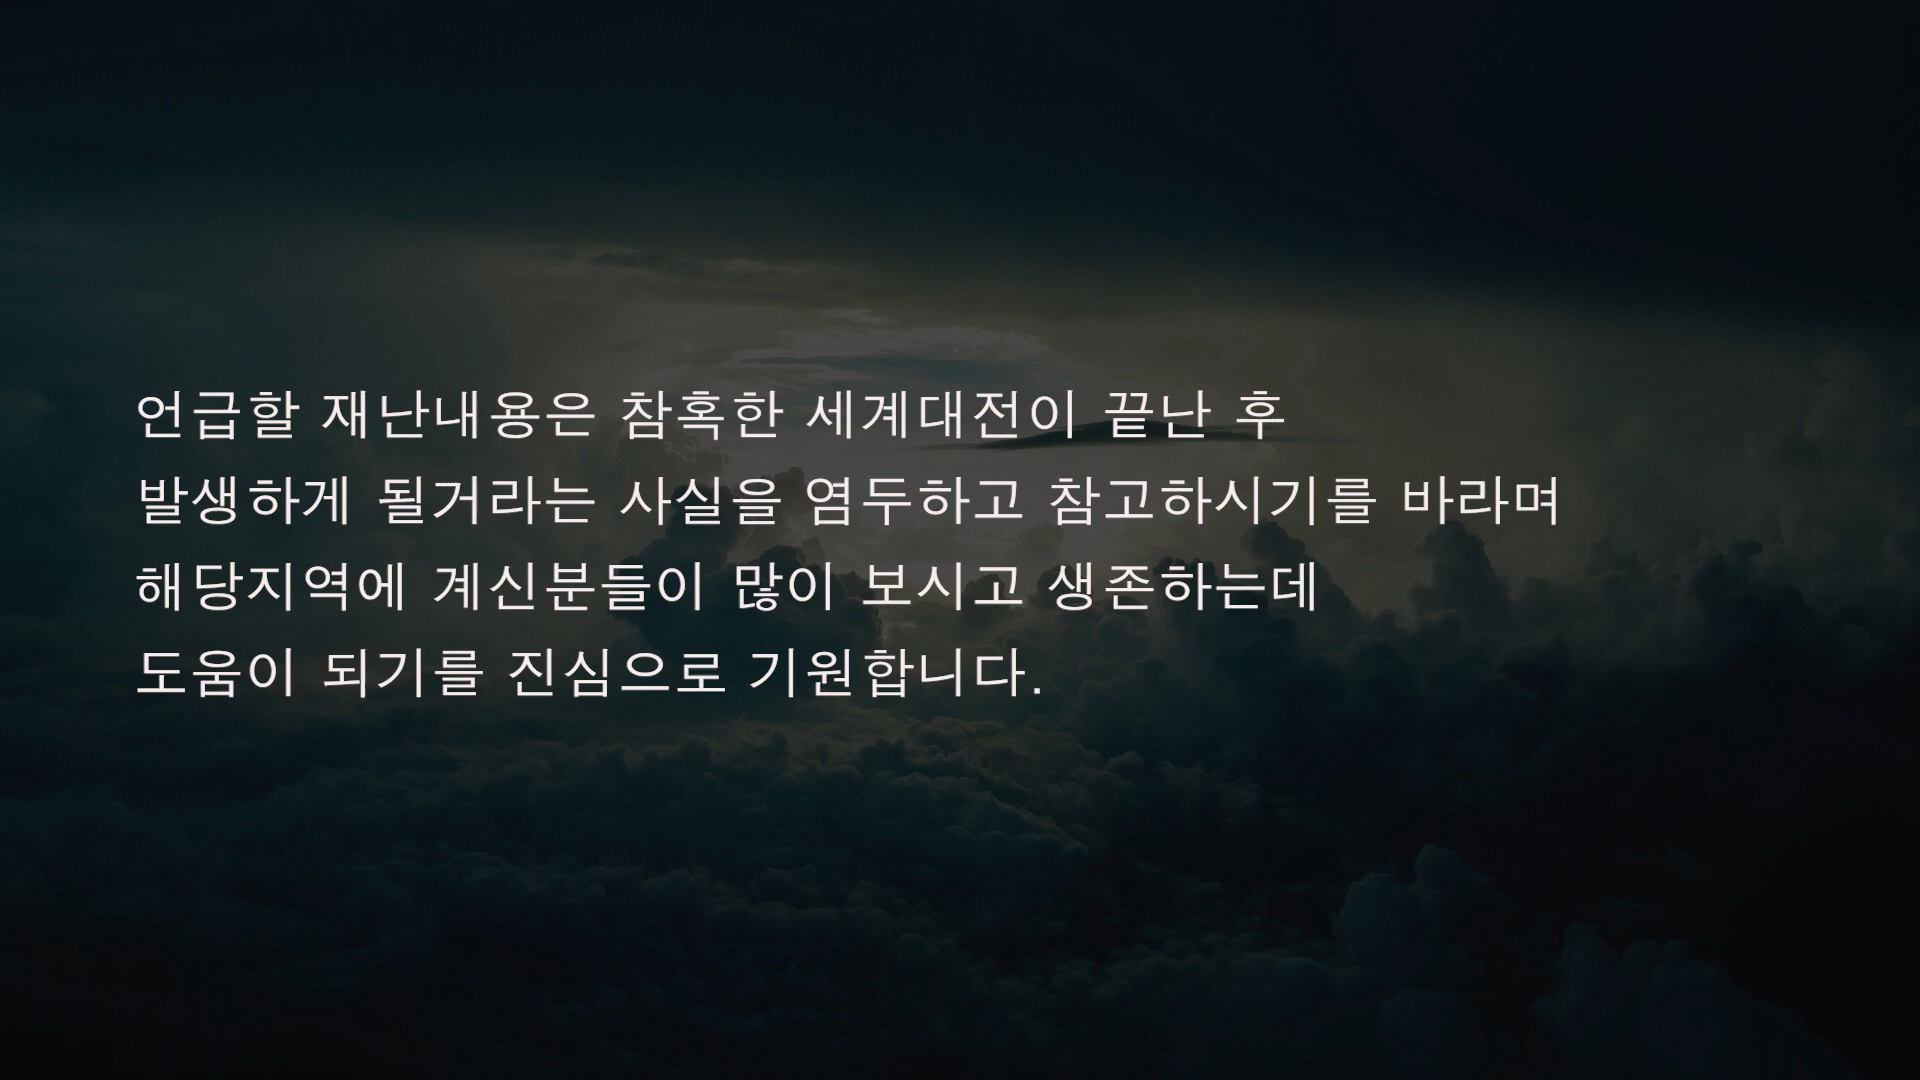 언급할 재난내용은 참혹한 세계대전이 끝난 후
발생하게 될거라는 사실을 염두하고 참고하시기를 바라며
해당지역에 계신분들이 많이 보시고 생존하는데
도움이 되기를 진심으로 기원합니다.